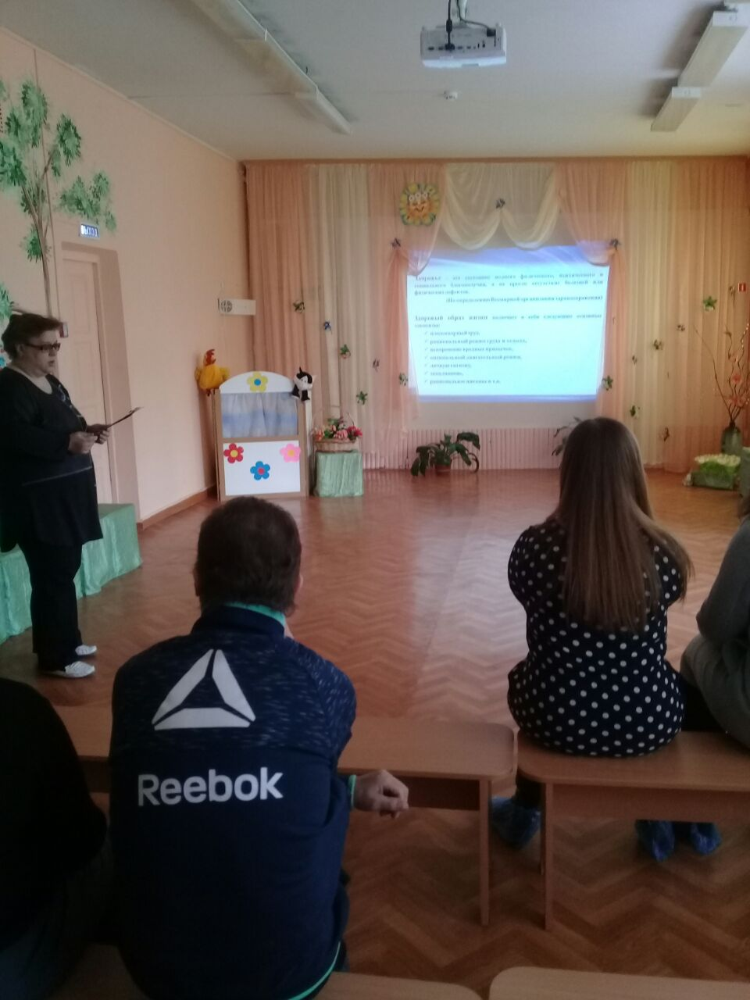 ВЫХОД
Здоровье – это состояние полного физического, психического и
социального благополучия, а не просто отсутствие болезней или
физических дефектов.
(По определению Всемирной организации здравоохранения)
Здоровый образ жизни включает в себя следующие основные
элементы:
плодотворный труд,
рациональный режим труда и отдыха,
искоренение вредных привычек,
оптимальный двигательный режим,
личную гигиену,
закаливание,
рациональное питание и т.п.
Reebok